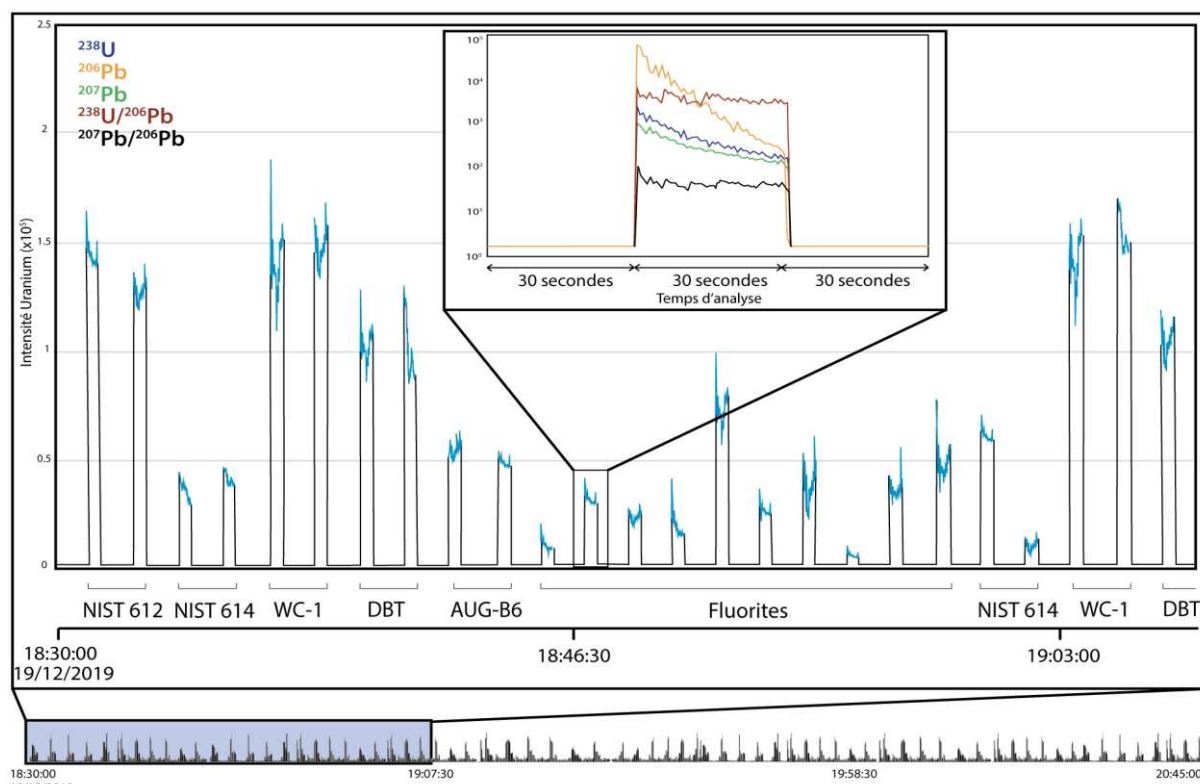 2.5
2
1.5
1
0.5
0
Intensité Uranium (x10⁵)
²³⁸U
²⁰⁶Pb
²⁰⁷Pb
²³⁸U/²⁰⁶Pb
²⁰⁷Pb/²⁰⁶Pb
10⁵
10⁴
10³
10²
10¹
10⁰
30 secondes 30 secondes 30 secondes
Temps d'analyse
NIST 612 NIST 614 WC-1 DBT AUG-B6 Fluorites NIST 614 WC-1 DBT
18:30:00 18:46:30 19:03:00
19/12/2019
18:30:00 19:07:30 19:58:30 20:43:00